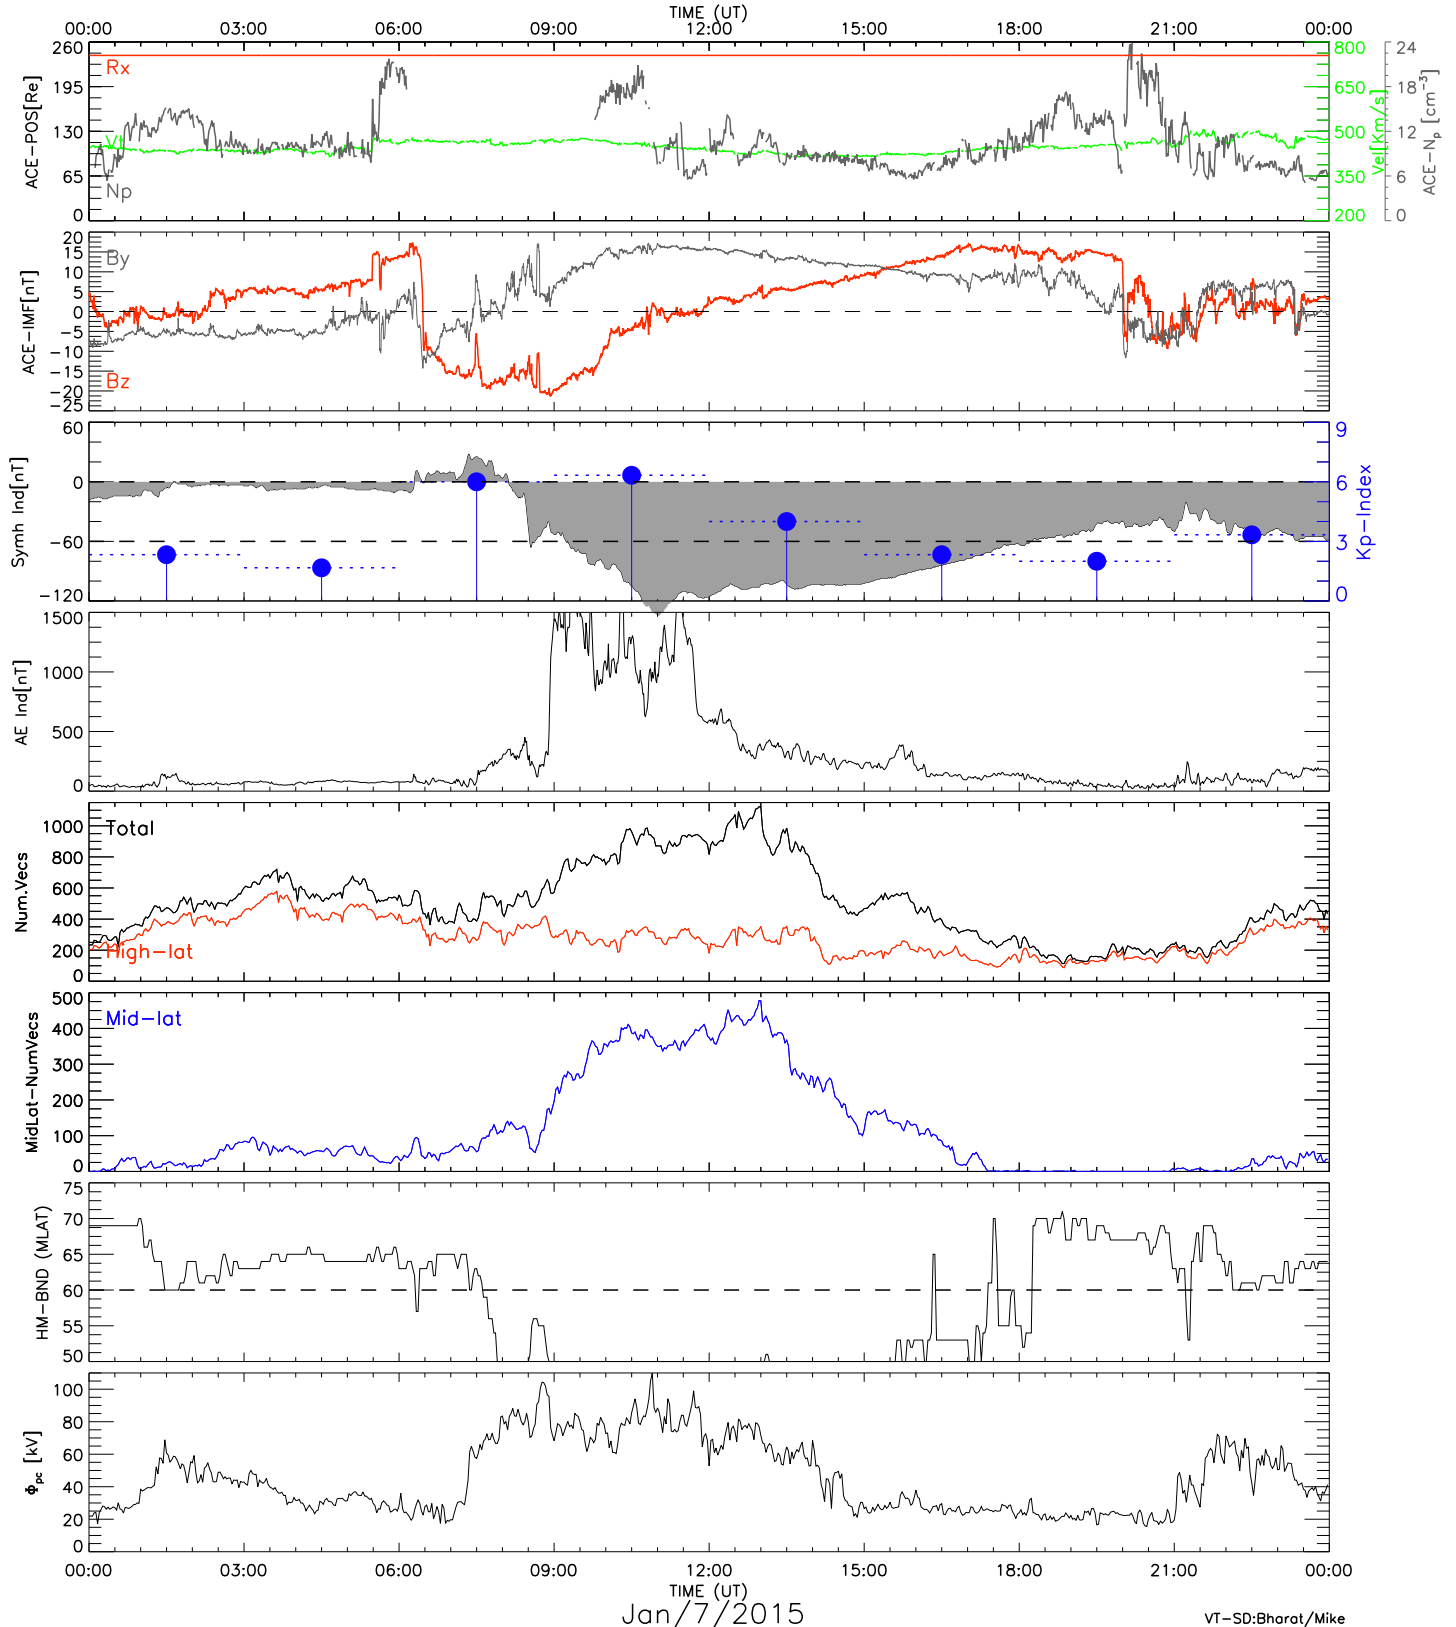 TIME (UT)
00:00 03:00 06:00 09:00 12:00 15:00 18:00 21:00 00:00
260 195 130 65 0
ACE-POS[Re]
Rx
Vt
Np
800 650 500 350 200
Vel[Km/s]
24 18 12 6 0
ACE-Np [cm-3]
20 15 10 5 0 -5 -10 -15 -20 -25
ACE-IMF[nT]
By
Bz
60 0 -60 -120
Symh Ind[nT]
9 6 3 0
Kp-Index
1500 1000 500 0
AE Ind[nT]
1000 800 600 400 200 0
Num.Vecs
Total
High-lat
500 400 300 200 100 0
MidLat-NumVecs
Mid-lat
75 70 65 60 55 50
HM-BND (MLAT)
100 80 60 40 20 0
Φpc [kV]
00:00 03:00 06:00 09:00 12:00 15:00 18:00 21:00 00:00
TIME (UT)
Jan/7/2015
VT-SD:Bharat/Mike